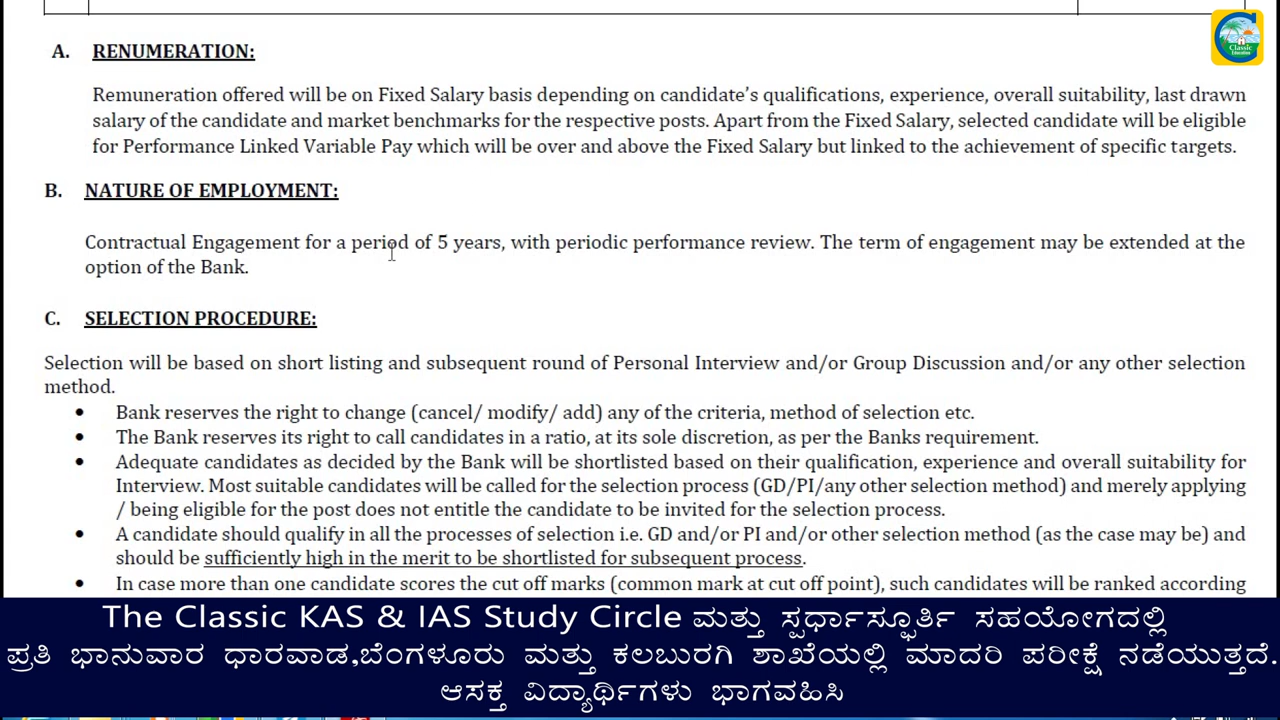 Classic
Education
A. RENUMERATION:
Remuneration offered will be on Fixed Salary basis depending on candidate's qualifications, experience, overall suitability, last drawn
salary of the candidate and market benchmarks for the respective posts. Apart from the Fixed Salary, selected candidate will be eligible
for Performance Linked Variable Pay which will be over and above the Fixed Salary but linked to the achievement of specific targets.
B. NATURE OF EMPLOYMENT:
Contractual Engagement for a period of 5 years, with periodic performance review. The term of engagement may be extended at the
option of the Bank.
C. SELECTION PROCEDURE:
Selection will be based on short listing and subsequent round of Personal Interview and/or Group Discussion and/or any other selection
method.
• Bank reserves the right to change (cancel/ modify/ add) any of the criteria, method of selection etc.
• The Bank reserves its right to call candidates in a ratio, at its sole discretion, as per the Banks requirement.
• Adequate candidates as decided by the Bank will be shortlisted based on their qualification, experience and overall suitability for
Interview. Most suitable candidates will be called for the selection process (GD/PI/any other selection method) and merely applying
/ being eligible for the post does not entitle the candidate to be invited for the selection process.
• A candidate should qualify in all the processes of selection i.e. GD and/or PI and/or other selection method (as the case may be) and
should be sufficiently high in the merit to be shortlisted for subsequent process.
• In case more than one candidate scores the cut off marks (common mark at cut off point), such candidates will be ranked according
The Classic KAS & IAS Study Circle ಮತ್ತು ಸ್ಪರ್ಧಾಸ್ಫೂರ್ತಿ ಸಹಯೋಗದಲ್ಲಿ
ಪ್ರತಿ ಭಾನುವಾರ ಧಾರವಾಡ,ಬೆಂಗಳೂರು ಮತ್ತು ಕಲಬುರಗಿ ಶಾಖೆಯಲ್ಲಿ ಮಾದರಿ ಪರೀಕ್ಷೆ ನಡೆಯುತ್ತದೆ.
ಆಸಕ್ತ ವಿದ್ಯಾರ್ಥಿಗಳು ಭಾಗವಹಿಸಿ